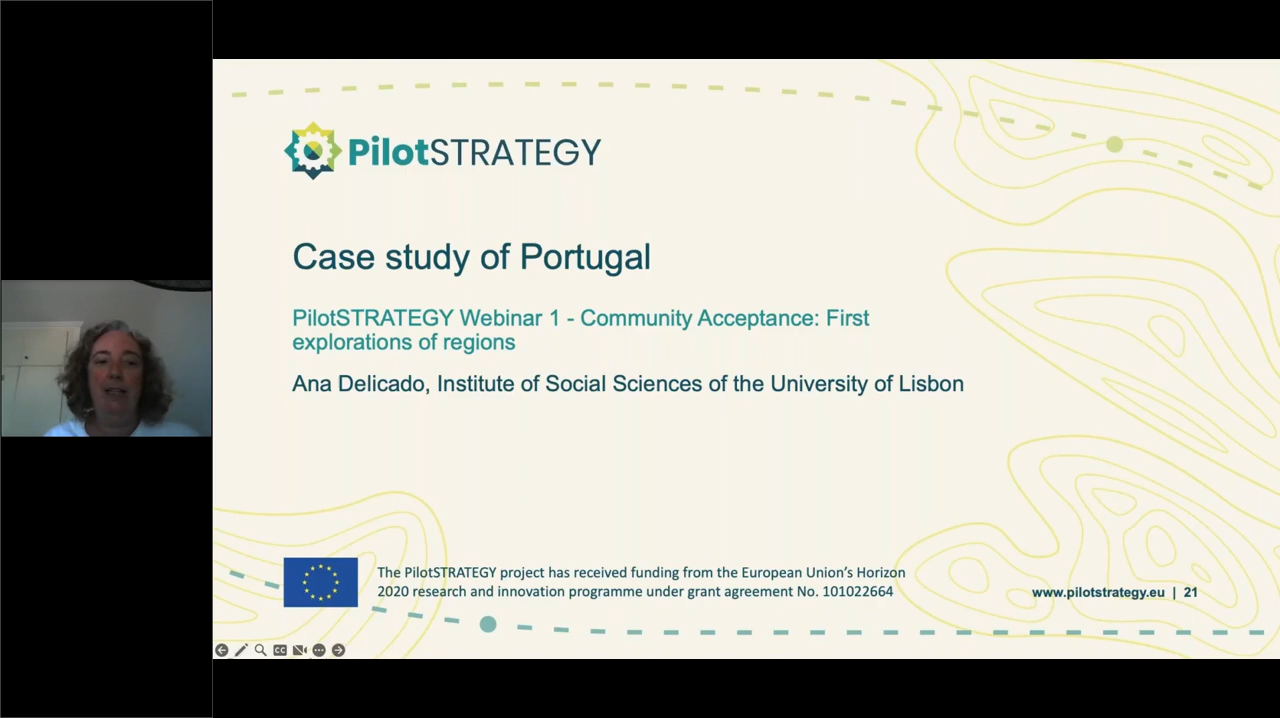 PilotSTRATEGY
Case study of Portugal
PilotSTRATEGY Webinar 1 - Community Acceptance: First
explorations of regions
Ana Delicado, Institute of Social Sciences of the University of Lisbon
The PilotSTRATEGY project has received funding from the European Union's Horizon
2020 research and innovation programme under grant agreement No. 101022664
www.pilotstrategy.eu | 21
CC